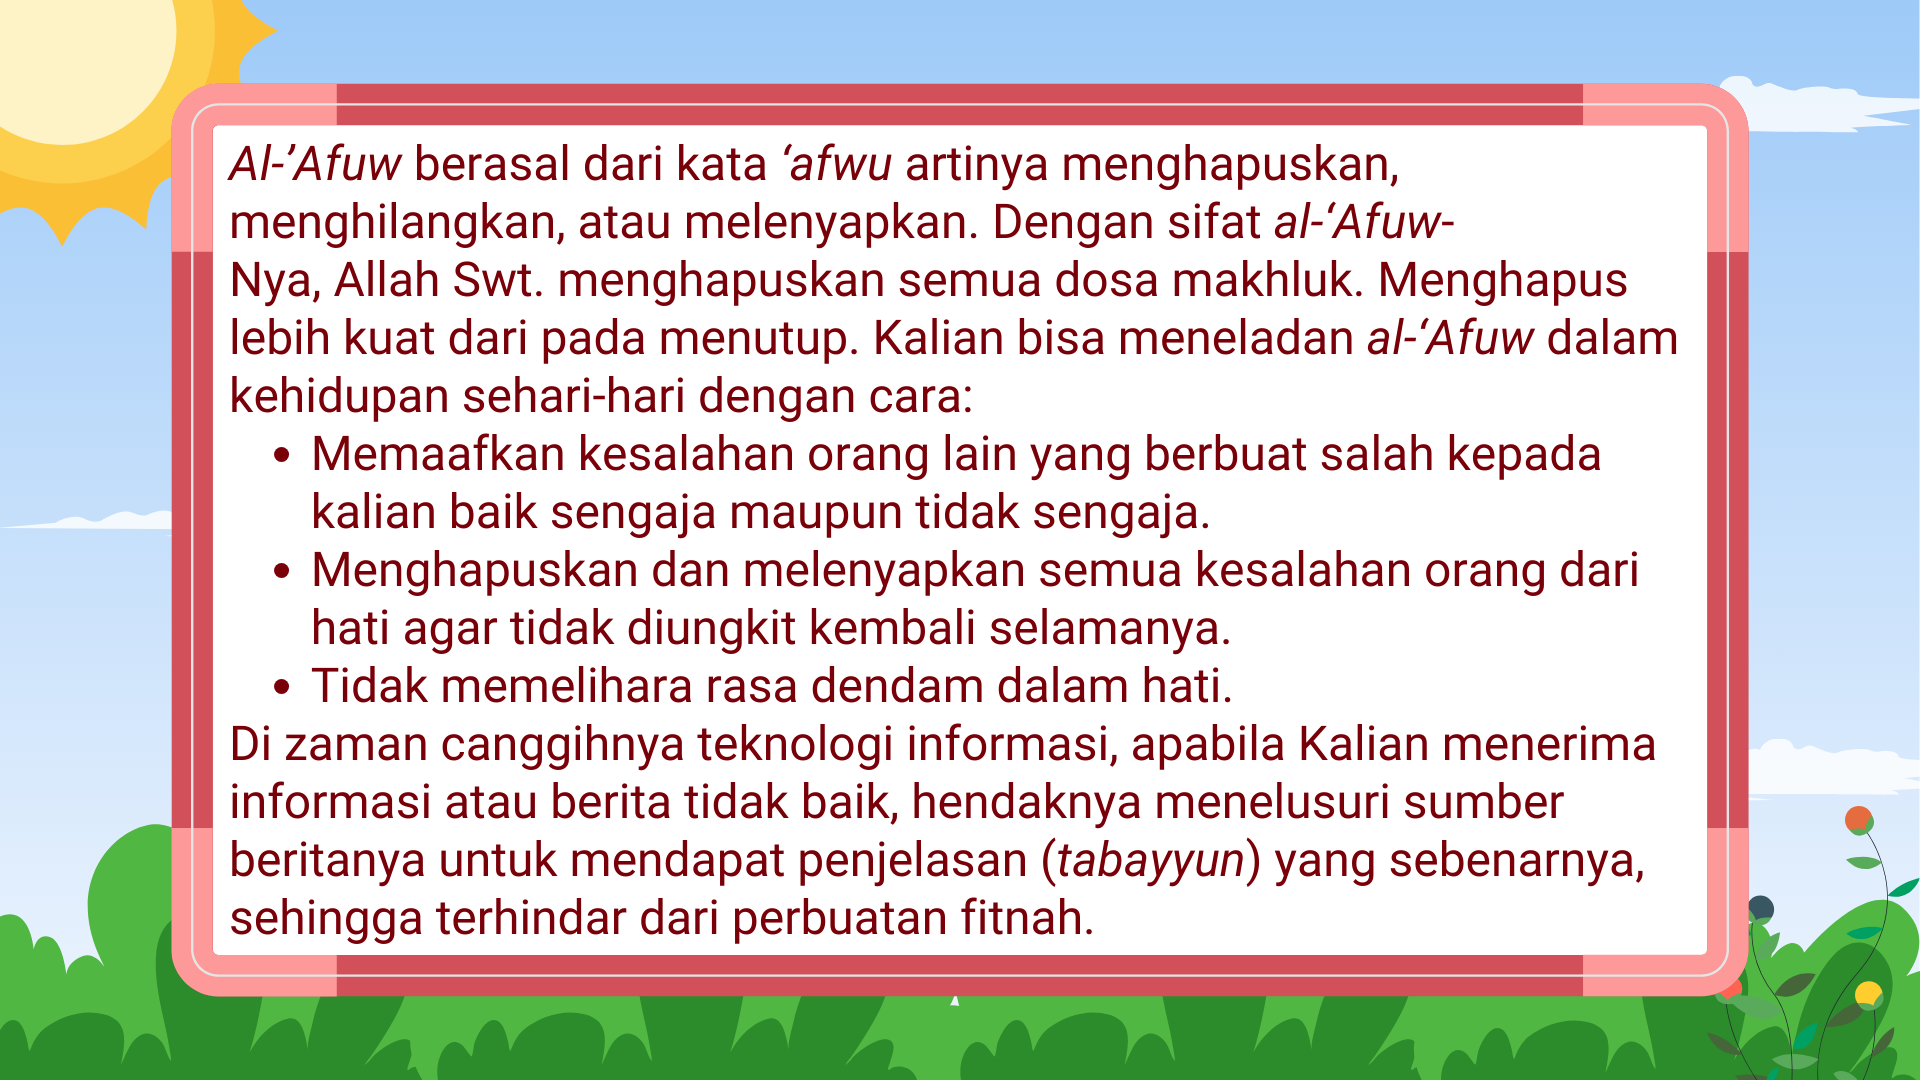 Al-’Afuw berasal dari kata ‘afwu artinya menghapuskan,
menghilangkan, atau melenyapkan. Dengan sifat al-‘Afuw-
Nya, Allah Swt. menghapuskan semua dosa makhluk. Menghapus
lebih kuat dari pada menutup. Kalian bisa meneladan al-‘Afuw dalam
kehidupan sehari-hari dengan cara:
• Memaafkan kesalahan orang lain yang berbuat salah kepada
kalian baik sengaja maupun tidak sengaja.
• Menghapuskan dan melenyapkan semua kesalahan orang dari
hati agar tidak diungkit kembali selamanya.
• Tidak memelihara rasa dendam dalam hati.
Di zaman canggihnya teknologi informasi, apabila Kalian menerima
informasi atau berita tidak baik, hendaknya menelusuri sumber
beritanya untuk mendapat penjelasan (tabayyun) yang sebenarnya,
sehingga terhindar dari perbuatan fitnah.